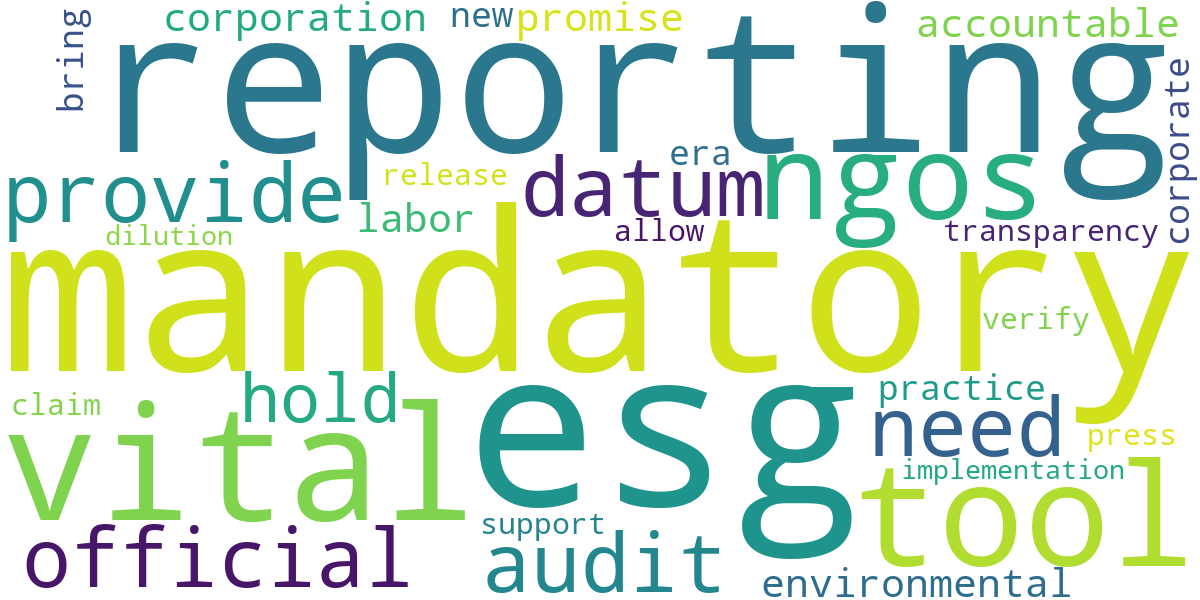 corporation
new
promise
accountable
bring
reporting
corporate
provide
release
datum
era
ngos
labor
dilution
allow
transparency
mandatory
verify
claim
hold
vital
esg
practice
need
press
implementation
tool
official
support
audit
environmental